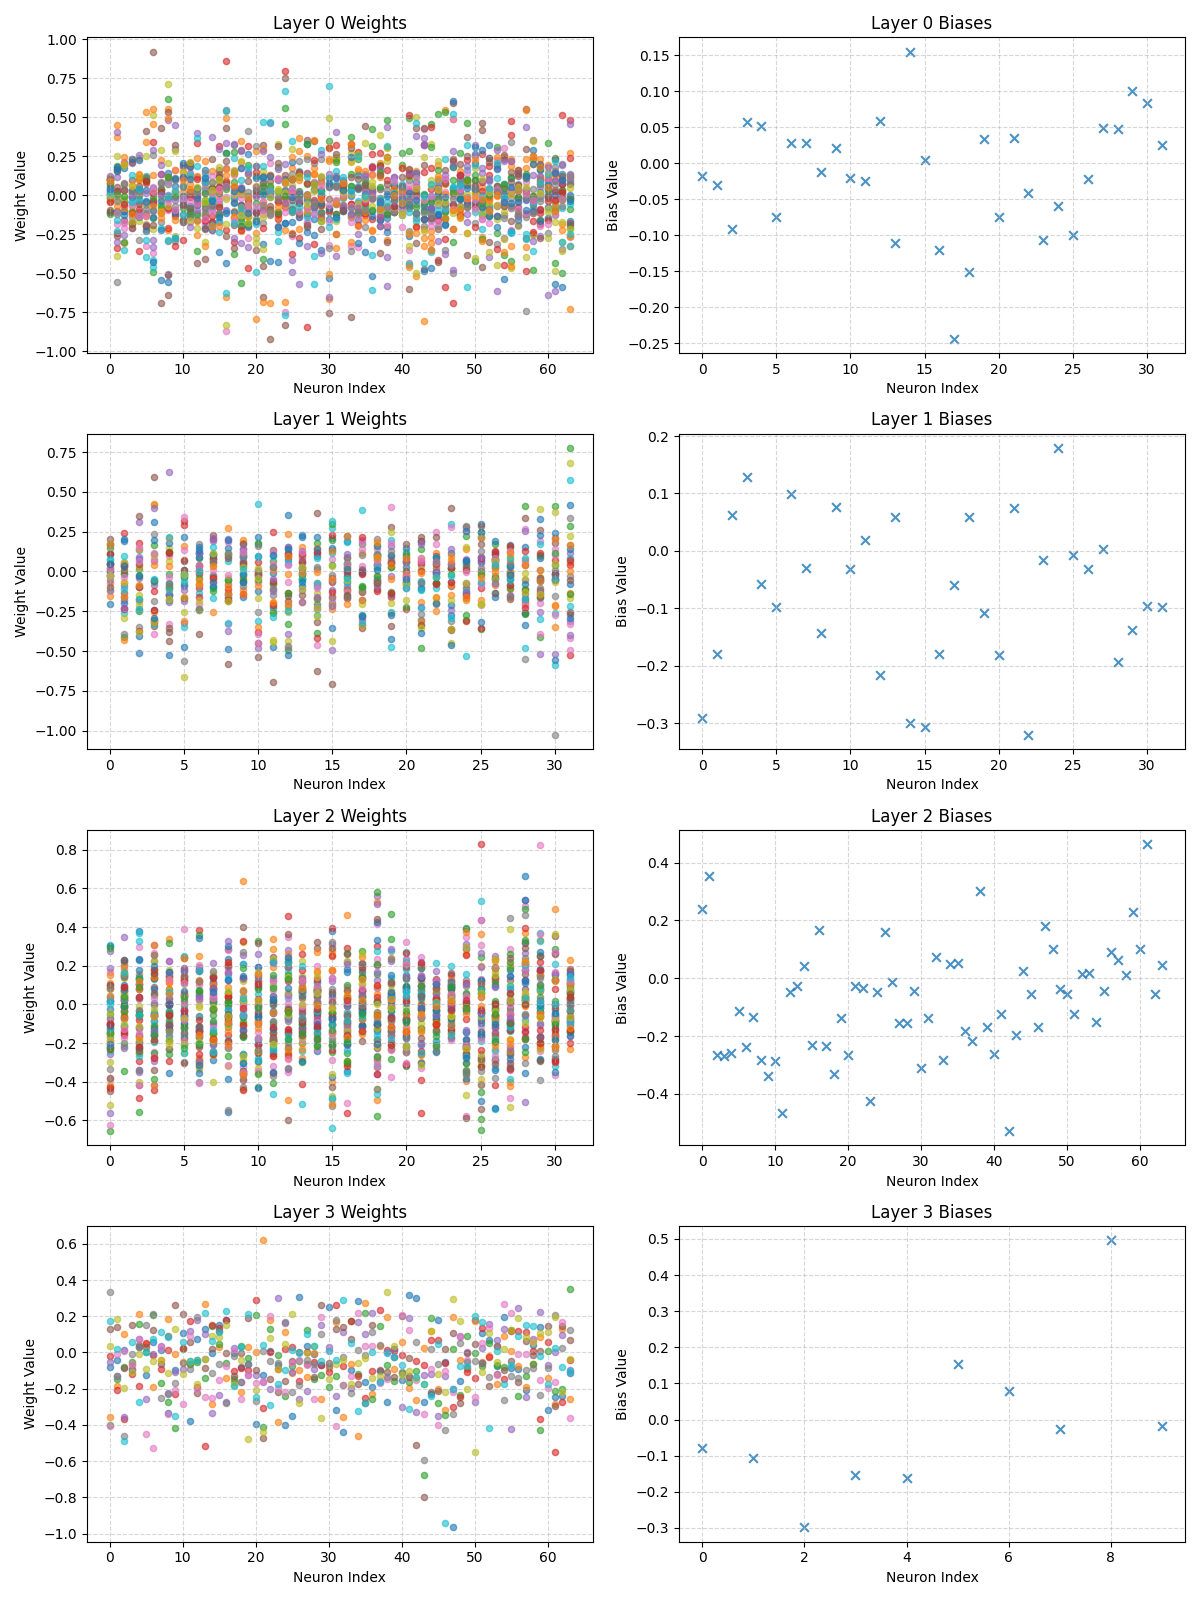 Layer 0 Weights
Weight Value
1.00
0.75
0.50
0.25
0.00
−0.25
−0.50
−0.75
−1.00
0 10 20 30 40 50 60
Neuron Index
Layer 0 Biases
Bias Value
0.15
0.10
0.05
0.00
−0.05
−0.10
−0.15
−0.20
−0.25
0 5 10 15 20 25 30
Neuron Index
Layer 1 Weights
Weight Value
0.75
0.50
0.25
0.00
−0.25
−0.50
−0.75
−1.00
0 5 10 15 20 25 30
Neuron Index
Layer 1 Biases
Bias Value
0.2
0.1
0.0
−0.1
−0.2
−0.3
0 5 10 15 20 25 30
Neuron Index
Layer 2 Weights
Weight Value
0.8
0.6
0.4
0.2
0.0
−0.2
−0.4
−0.6
0 5 10 15 20 25 30
Neuron Index
Layer 2 Biases
Bias Value
0.4
0.2
0.0
−0.2
−0.4
0 10 20 30 40 50 60
Neuron Index
Layer 3 Weights
Weight Value
0.6
0.4
0.2
0.0
−0.2
−0.4
−0.6
−0.8
−1.0
0 10 20 30 40 50 60
Neuron Index
Layer 3 Biases
Bias Value
0.5
0.4
0.3
0.2
0.1
0.0
−0.1
−0.2
−0.3
0 2 4 6 8
Neuron Index